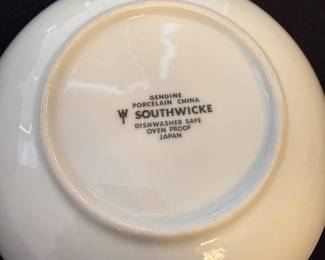 GENUINE
PORCELAIN CHINA
SOUTHWICKE
DISHWASHER SAFE
OVEN PROOF
JAPAN